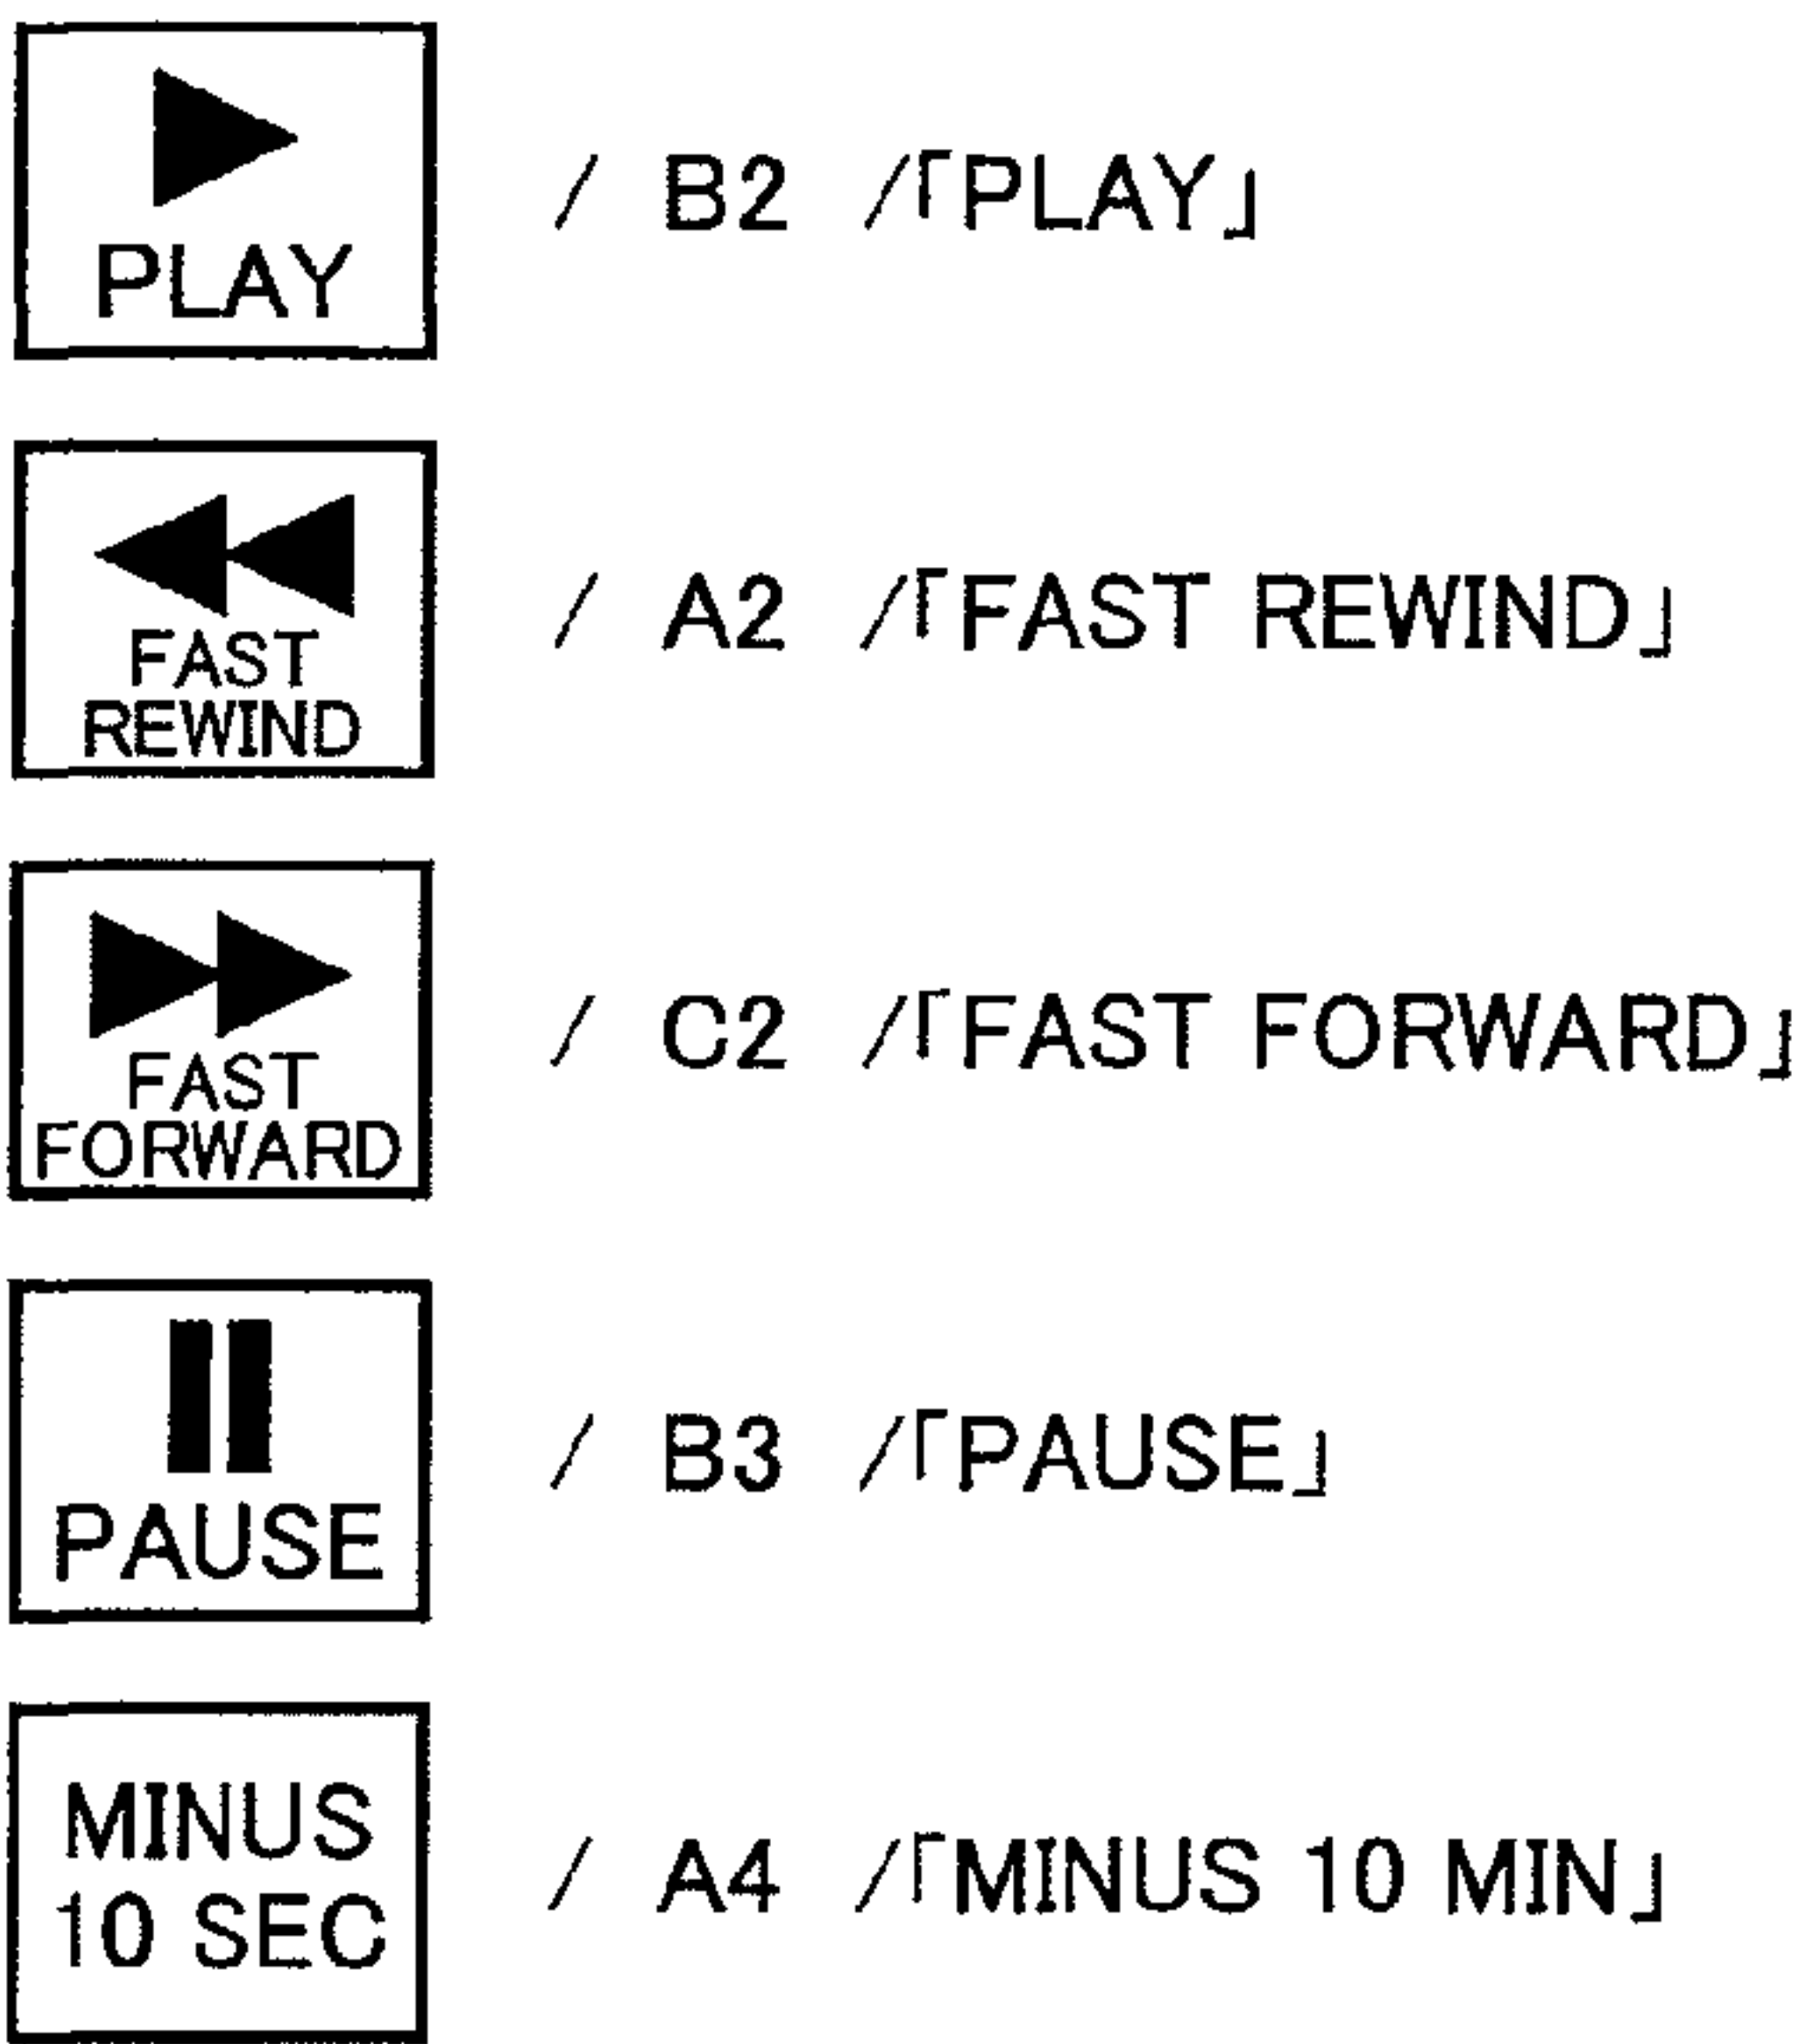 PLAY
/ B2 /「PLAY」
FAST
REWIND
/ A2 /「FAST REWIND」
FAST
FORWARD
/ C2 /「FAST FORWARD」
PAUSE
/ B3 /「PAUSE」
MINUS
10 SEC
/ A4 /「MINUS 10 MIN」